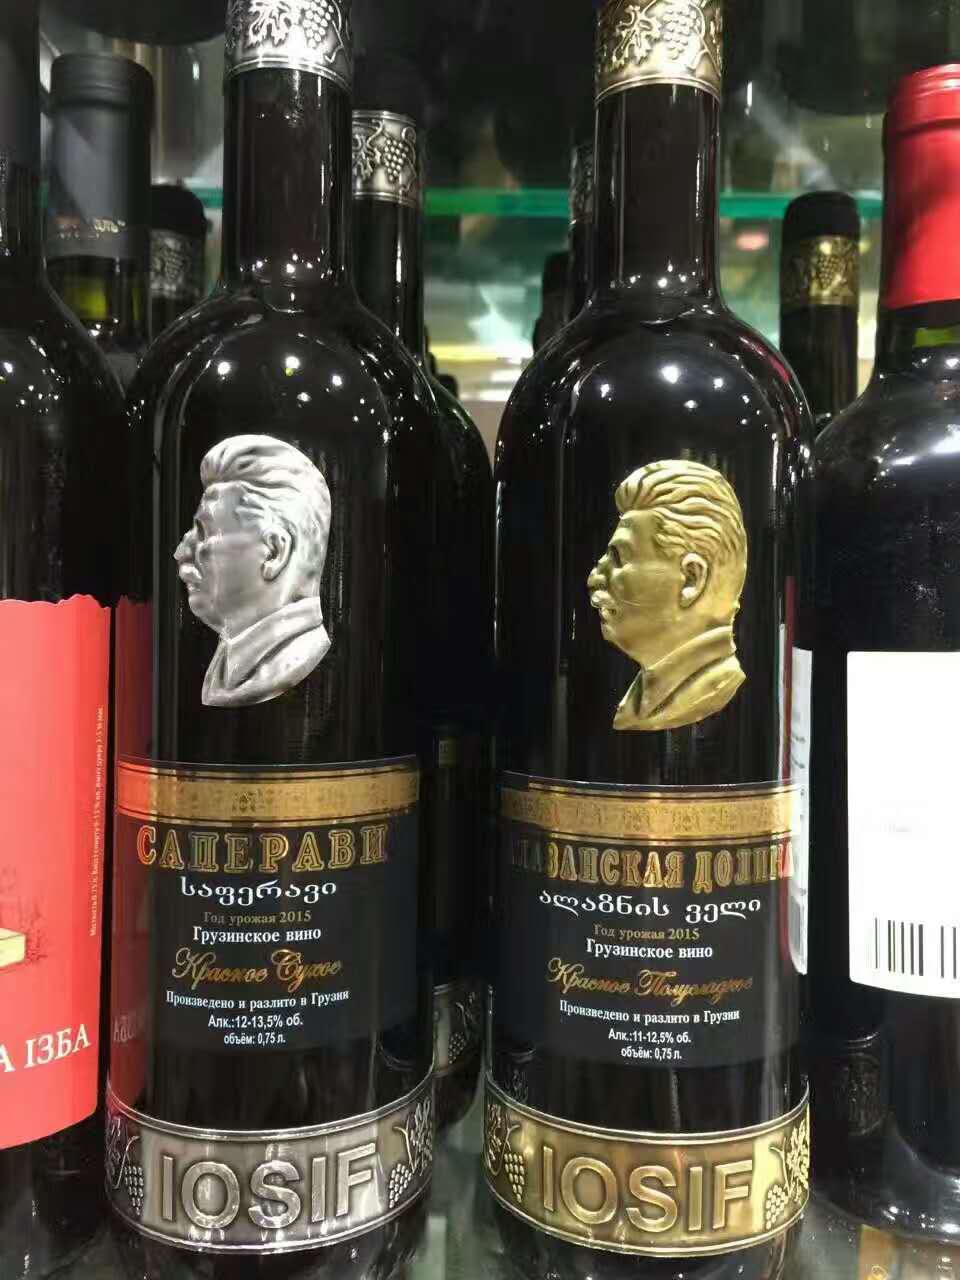 САПЕРАВИ
საფერავი
Год урожая 2015
Грузинское вино
Красное Сухое
Произведено и разлито в Грузии
Алк.:12-13,5% об.
объём: 0,75 л.
IOSIF
ДОЛИНА
ალაზნის ველი
Год урожая 2015
Грузинское вино
Красное Полусладкое
Произведено и разлито в Грузии
Алк.:11-12,5% об.
объём: 0,75 л.
IOSIF
А ІЗБА